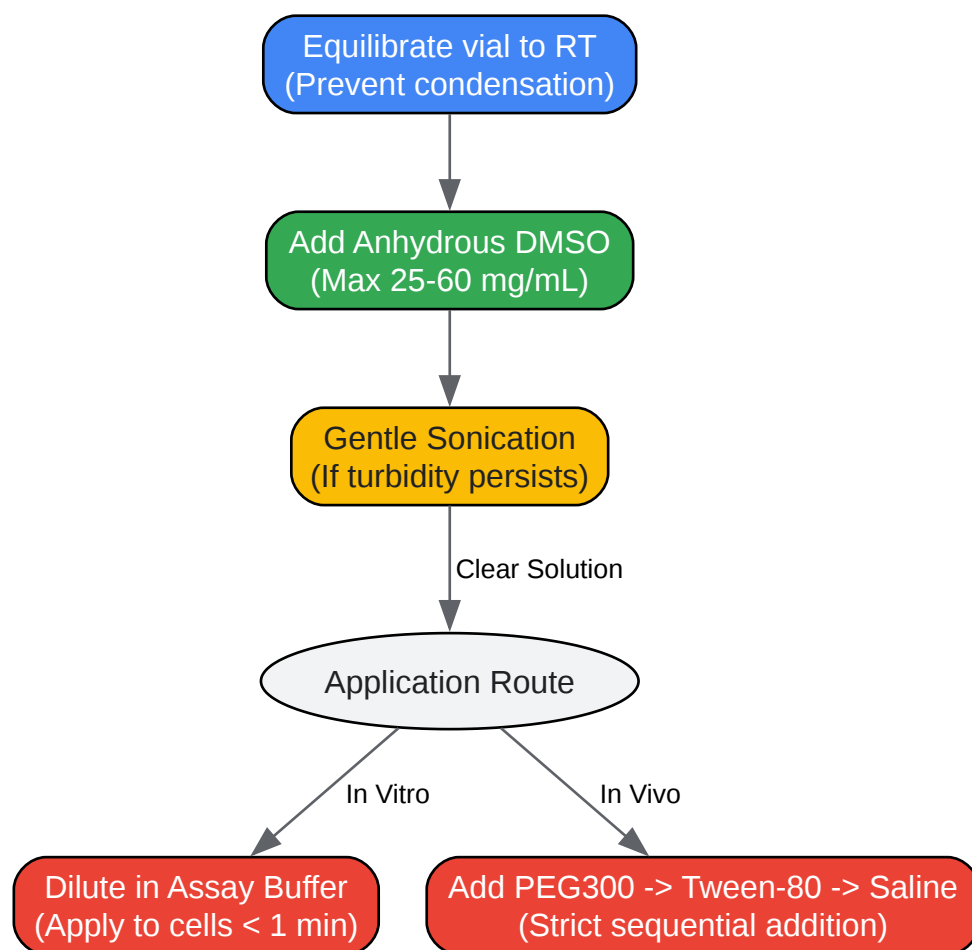 Equilibrate vial to RT
(Prevent condensation)
Add Anhydrous DMSO
(Max 25-60 mg/mL)
Gentle Sonication
(If turbidity persists)
Clear Solution
Application Route
In Vitro
In Vivo
Dilute in Assay Buffer
(Apply to cells < 1 min)
Add PEG300 -> Tween-80 -> Saline
(Strict sequential addition)